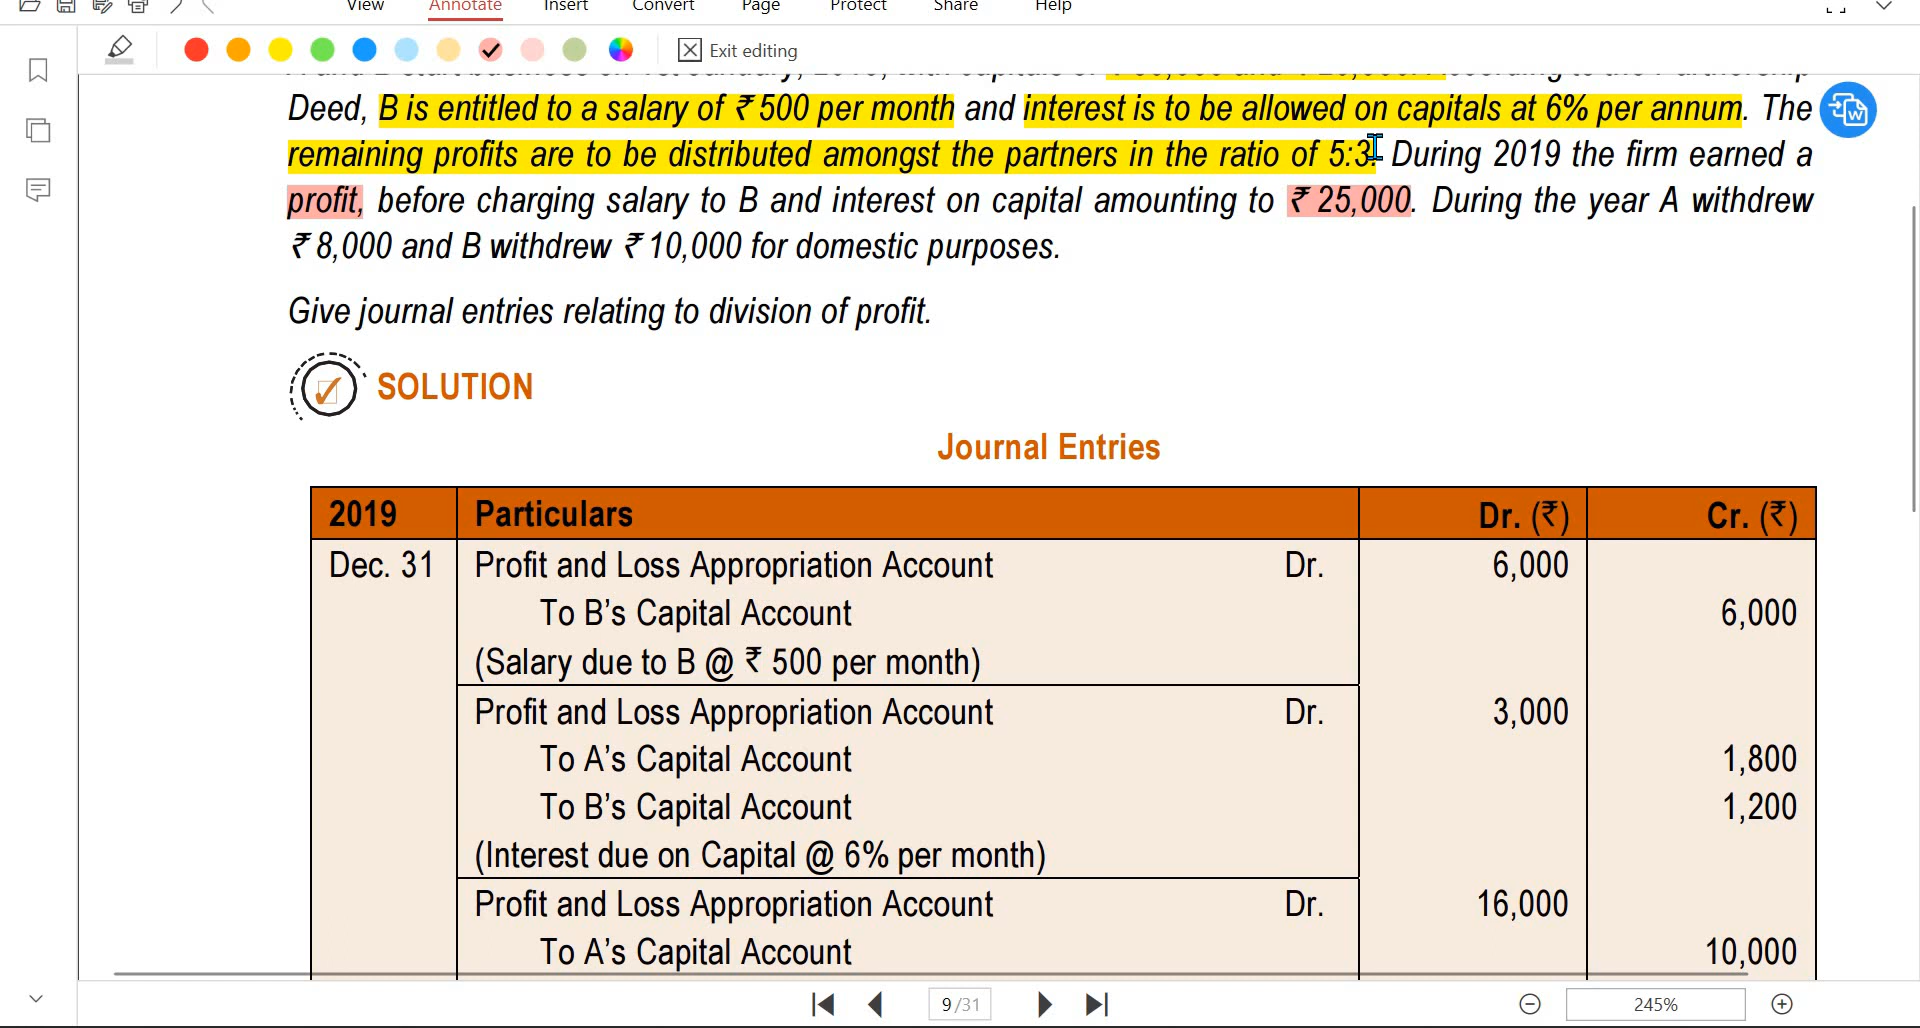 View Annotate Insert Convert Page Protect Share Help
Exit editing
Deed, B is entitled to a salary of ₹ 500 per month and interest is to be allowed on capitals at 6% per annum. The
remaining profits are to be distributed amongst the partners in the ratio of 5:3. During 2019 the firm earned a
profit, before charging salary to B and interest on capital amounting to ₹ 25,000. During the year A withdrew
₹ 8,000 and B withdrew ₹ 10,000 for domestic purposes.
Give journal entries relating to division of profit.
SOLUTION
Journal Entries
2019 Particulars Dr. (₹) Cr. (₹)
Dec. 31 Profit and Loss Appropriation Account Dr. 6,000
To B’s Capital Account 6,000
(Salary due to B @ ₹ 500 per month)
Profit and Loss Appropriation Account Dr. 3,000
To A’s Capital Account 1,800
To B’s Capital Account 1,200
(Interest due on Capital @ 6% per month)
Profit and Loss Appropriation Account Dr. 16,000
To A’s Capital Account 10,000
9/31 245%